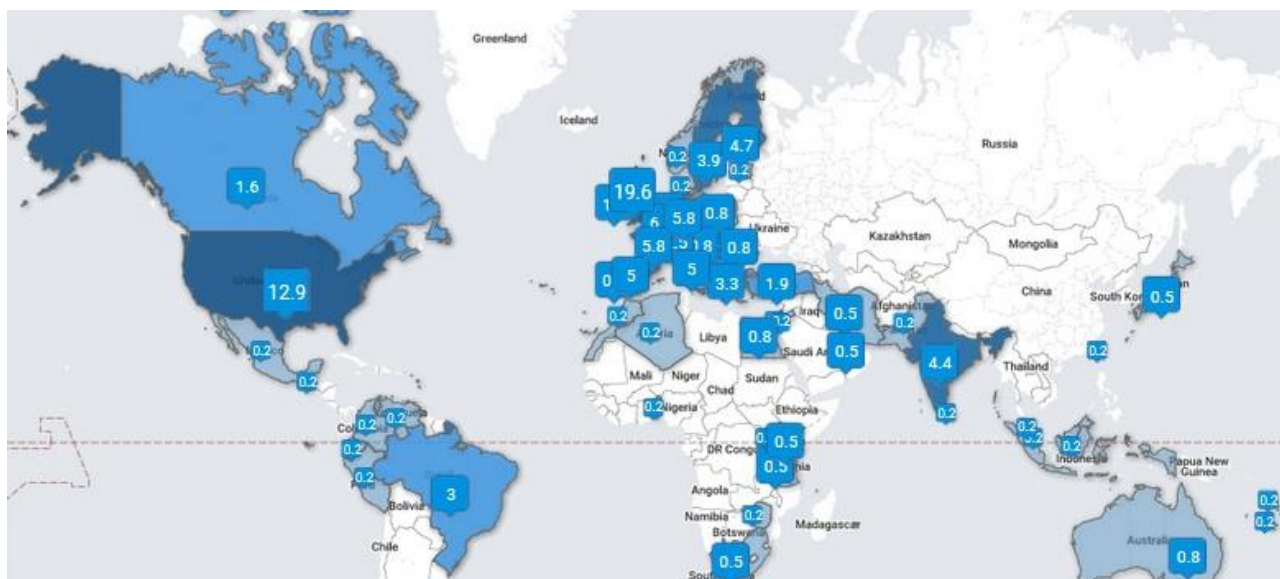 Greenland
Iceland
Russia
4.7
3.9
0.2
0.2
19.6
0.2
1.6
5.8
0.8
Ukraine
Kazakhstan
Mongolia
5.8
0.8
China
12.9
5
5
3.3
1.9
South Kor
0.5
Iraq
Afghanistan
0.5
0.2
0.2
0.2
Libya
0.8
Saudi Ar
0.5
0.2
4.4
0.2
0.2
Mali
Niger
Chad
Sudan
Thailand
0.2
Nigeria
Ethiopia
0.2
0.2
0.2
0.2
DR Congo
0.5
0.2
0.2
Indonesia
Papua New
Guinea
0.5
0.2
3
Angola
Bolivia
Namibia
0.2
Madagascar
Botswana
0.2
0.2
Chile
0.5
Australia
0.8